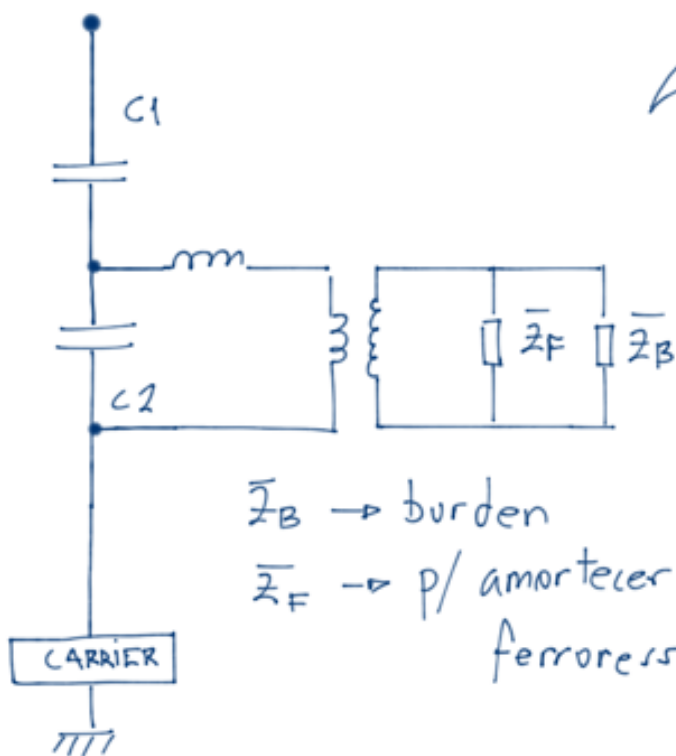 C1
C2
Z̄F
Z̄B
Z̄B → burden
Z̄F → p/ amortecer
ferroress
CARRIER